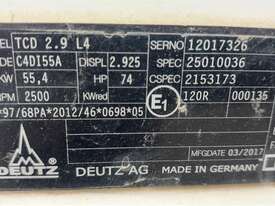 TCD 2.9 L4 SERNO 12017326
C4DI55A DISPL 2.925 SPEC 25010036
KW 55,4 HP 74 CSPEC 2153173
RPM 2500 KWred E1 120R 000135
97/68PA*2012/46*0698*05
MFGDATE 03/2017
DEUTZ DEUTZ AG MADE IN GERMANY